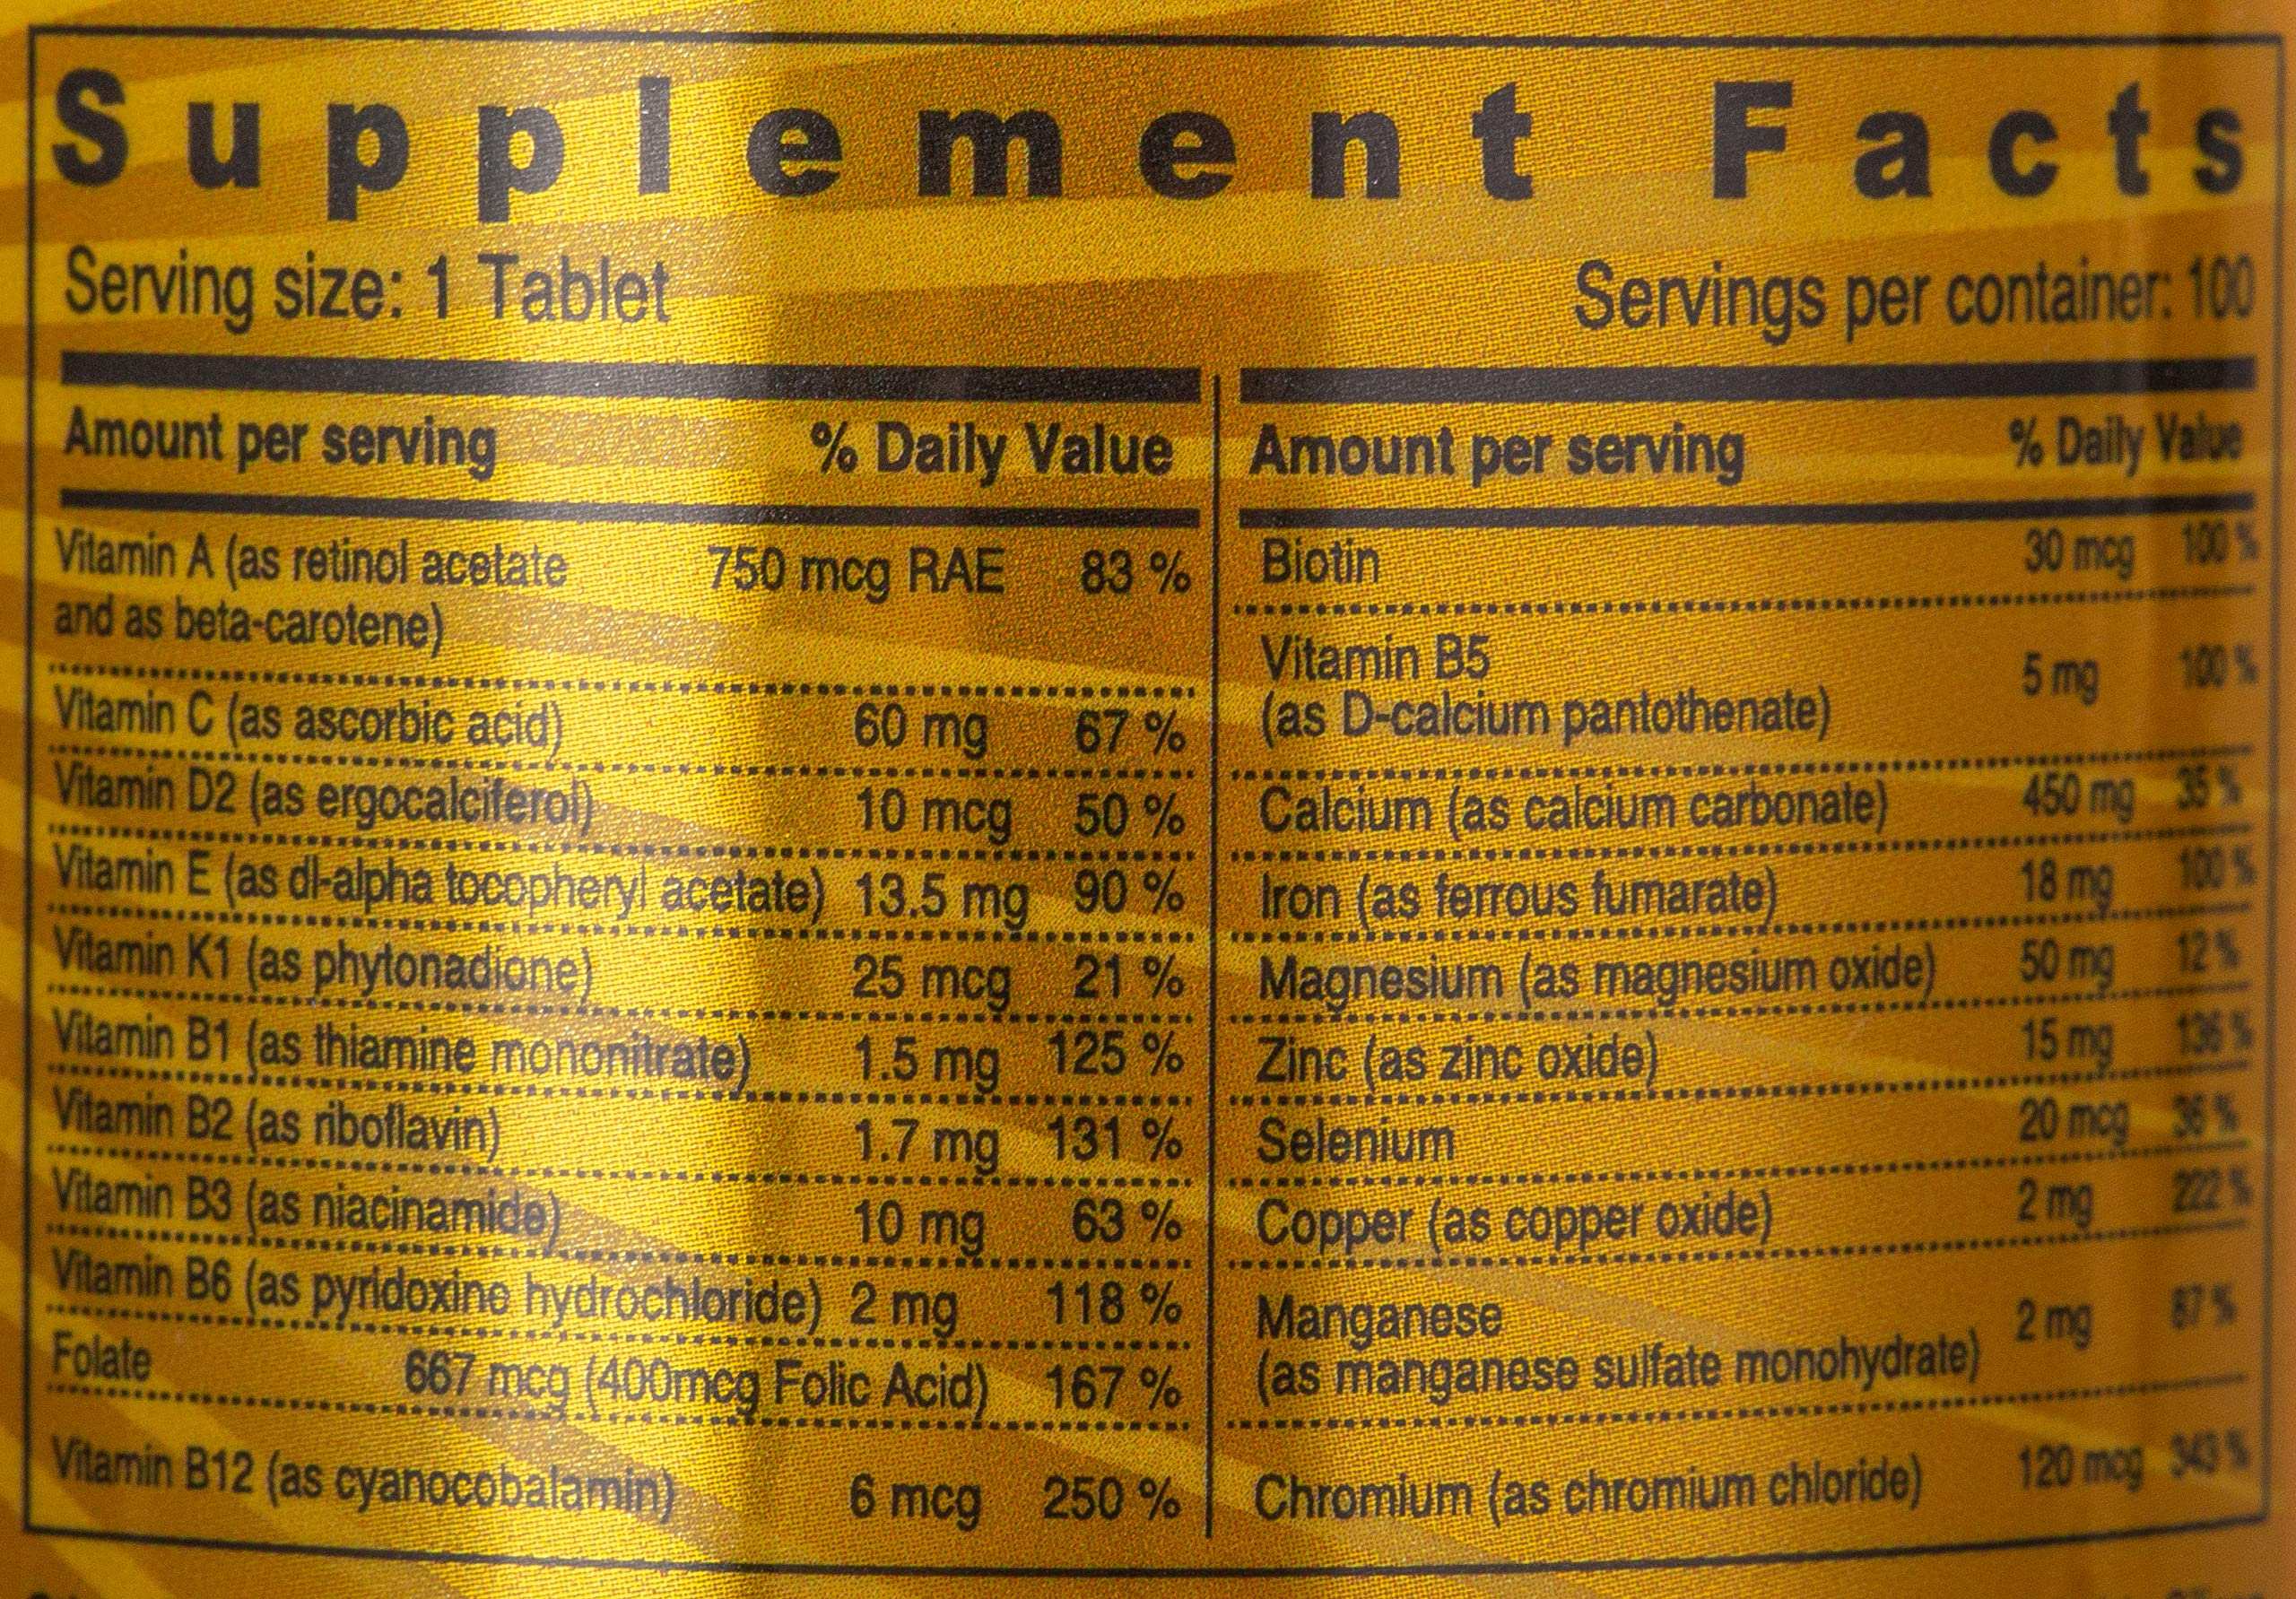 Supplement Facts
Serving size: 1 Tablet
Servings per container: 100
Amount per serving % Daily Value
Vitamin A (as retinol acetate 750 mcg RAE 83 %
and as beta-carotene)
Vitamin C (as ascorbic acid) 60 mg 67 %
Vitamin D2 (as ergocalciferol) 10 mcg 50 %
Vitamin E (as dl-alpha tocopheryl acetate) 13.5 mg 90 %
Vitamin K1 (as phytonadione) 25 mcg 21 %
Vitamin B1 (as thiamine mononitrate) 1.5 mg 125 %
Vitamin B2 (as riboflavin) 1.7 mg 131 %
Vitamin B3 (as niacinamide) 10 mg 63 %
Vitamin B6 (as pyridoxine hydrochloride) 2 mg 118 %
Folate 667 mcg (400mcg Folic Acid) 167 %
Vitamin B12 (as cyanocobalamin) 6 mcg 250 %
Amount per serving % Daily Value
Biotin 30 mcg 100 %
Vitamin B5
(as D-calcium pantothenate) 5 mg 100 %
Calcium (as calcium carbonate) 450 mg 35 %
Iron (as ferrous fumarate) 18 mg 100 %
Magnesium (as magnesium oxide) 50 mg 12 %
Zinc (as zinc oxide) 15 mg 136 %
Selenium 20 mcg 36 %
Copper (as copper oxide) 2 mg 222 %
Manganese 2 mg 87 %
(as manganese sulfate monohydrate)
Chromium (as chromium chloride) 120 mcg 343 %